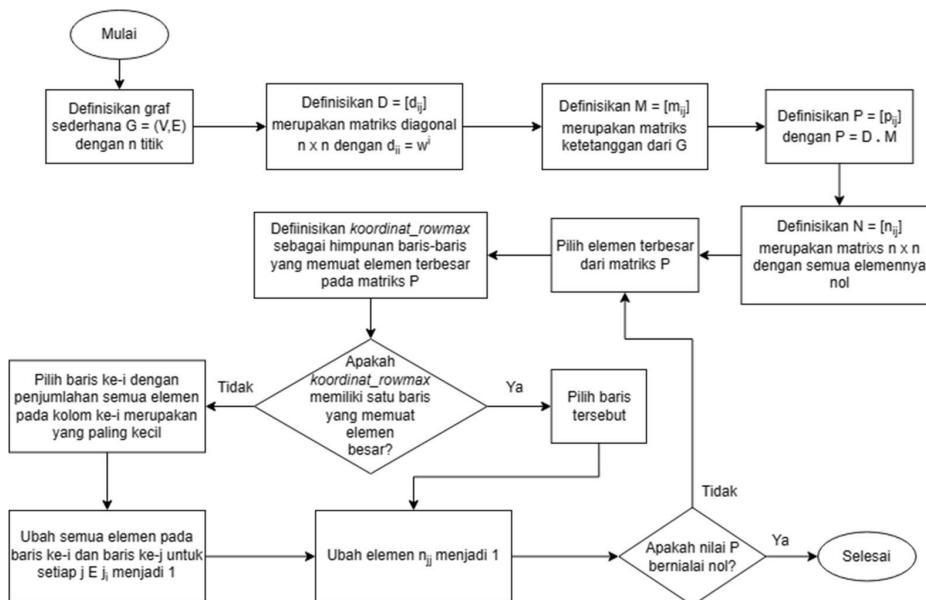 Mulai
Definisikan graf
sederhana G = (V,E)
dengan n titik
Definisikan D = [dij]
merupakan matriks diagonal
n x n dengan dii = wi
Definisikan M = [mij]
merupakan matriks
ketetanggan dari G
Definisikan P = [pij]
dengan P = D . M
Definisikan N = [nij]
merupakan matrixs n x n
dengan semua elemennya
nol
Pilih elemen terbesar
dari matriks P
Defiinisikan koordinat_rowmax
sebagai himpunan baris-baris
yang memuat elemen terbesar
pada matriks P
Apakah
koordinat_rowmax
memiliki satu baris
yang memuat
elemen
besar?
Tidak
Ya
Pilih baris ke-i dengan
penjumlahan semua elemen
pada kolom ke-i merupakan
yang paling kecil
Pilih baris
tersebut
Ubah semua elemen pada
baris ke-i dan baris ke-j untuk
setiap j E ji menjadi 1
Ubah elemen njj menjadi 1
Apakah nilai P
bernialai nol?
Tidak
Ya
Selesai